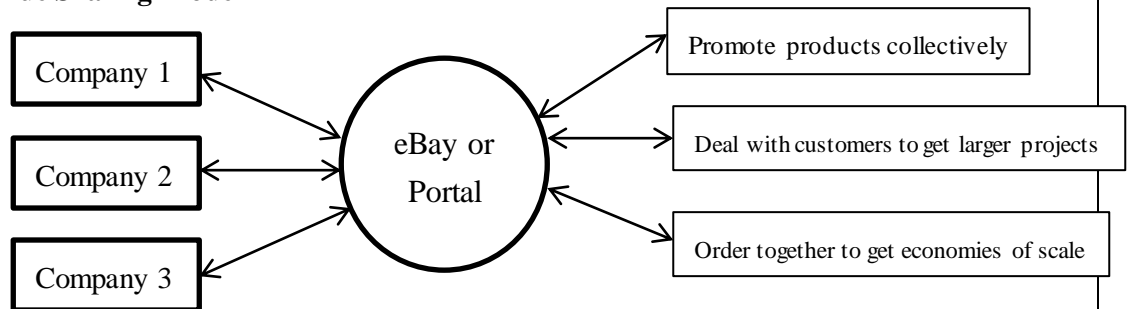 Company 1
Company 2
Company 3
eBay or
Portal
Promote products collectively
Deal with customers to get larger projects
Order together to get economies of scale